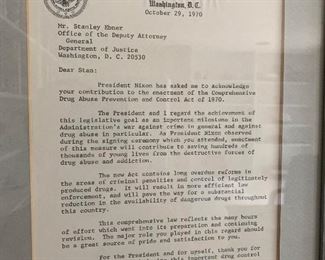 Washington, D. C.
October 29, 1970
Mr. Stanley Ebner
Office of the Deputy Attorney
General
Department of Justice
Washington, D. C. 20530
Dear Stan:
President Nixon has asked me to acknowledge
your contribution to the enactment of the Comprehensive
Drug Abuse Prevention and Control Act of 1970.
The President and I regard the achievement of
this legislative goal as an important milestone in the
Administration's war against crime in general and against
drug abuse in particular. As President Nixon observed
during the signing ceremony which you attended, enactment
of this measure will contribute to saving hundreds of
thousands of young lives from the destructive forces of
drug abuse and addiction.
The new Act contains long overdue reforms in
the areas of criminal penalties and control of legitimately
produced drugs. It will result in more efficient law
enforcement, and will pave the way for a substantial
reduction in the availability of dangerous drugs throughout
this country.
This comprehensive law reflects the many hours
of effort which went into its preparation and continuing
revision. The major role you played in this regard should
be a great source of pride and satisfaction to you.
For the President and for myself, thank you for
this important drug control